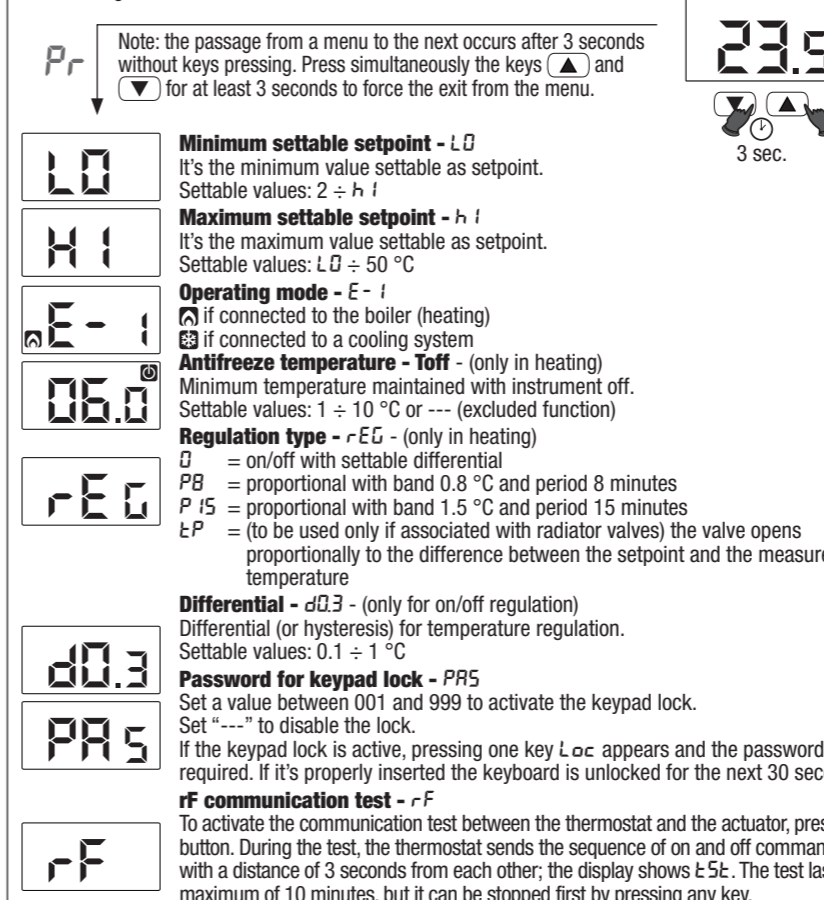 Pr
Note: the passage from a menu to the next occurs after 3 seconds
without keys pressing. Press simultaneously the keys ▲ and
▼ for at least 3 seconds to force the exit from the menu.
23.5
3 sec.
LO
Minimum settable setpoint - LO
It's the minimum value settable as setpoint.
Settable values: 2 ÷ hI
HI
Maximum settable setpoint - hI
It's the maximum value settable as setpoint.
Settable values: LO ÷ 50 °C
E-1
Operating mode - E-1
if connected to the boiler (heating)
if connected to a cooling system
06.0
Antifreeze temperature - Toff - (only in heating)
Minimum temperature maintained with instrument off.
Settable values: 1 ÷ 10 °C or --- (excluded function)
rEG
Regulation type - rEG - (only in heating)
0 = on/off with settable differential
P8 = proportional with band 0.8 °C and period 8 minutes
P15 = proportional with band 1.5 °C and period 15 minutes
tP = (to be used only if associated with radiator valves) the valve opens
proportionally to the difference between the setpoint and the
temperature
d0.3
Differential - d0.3 - (only for on/off regulation)
Differential (or hysteresis) for temperature regulation.
Settable values: 0.1 ÷ 1 °C
PAS
Password for keypad lock - PAS
Set a value between 001 and 999 to activate the keypad lock.
Set "---" to disable the lock.
If the keypad lock is active, pressing one key Loc appears and the password
required. If it's properly inserted the keyboard is unlocked for the next 30
rF
rF communication test - rF
To activate the communication test between the thermostat and the actuator,
button. During the test, the thermostat sends the sequence of on and off
with a distance of 3 seconds from each other; the display shows tSt. The test
maximum of 10 minutes, but it can be stopped first by pressing any key.